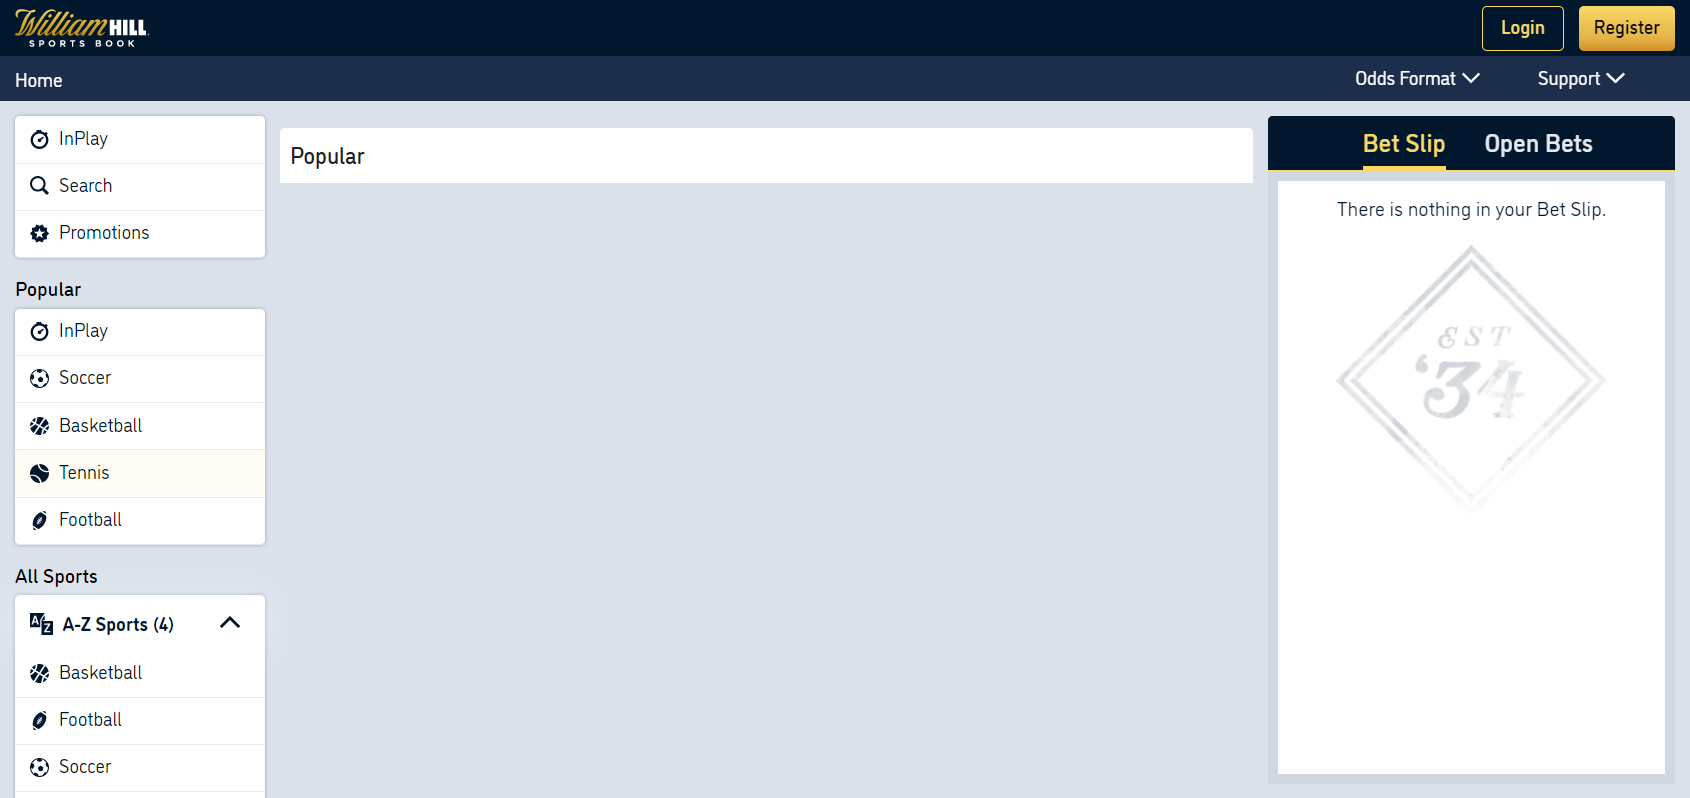 William HILL
SPORTS BOOK
Login
Register
Home
Odds Format
Support
InPlay
Search
Promotions
Popular
InPlay
Soccer
Basketball
Tennis
Football
All Sports
A-Z Sports (4)
Basketball
Football
Soccer
Popular
Bet Slip
Open Bets
There is nothing in your Bet Slip.
EST
‘34